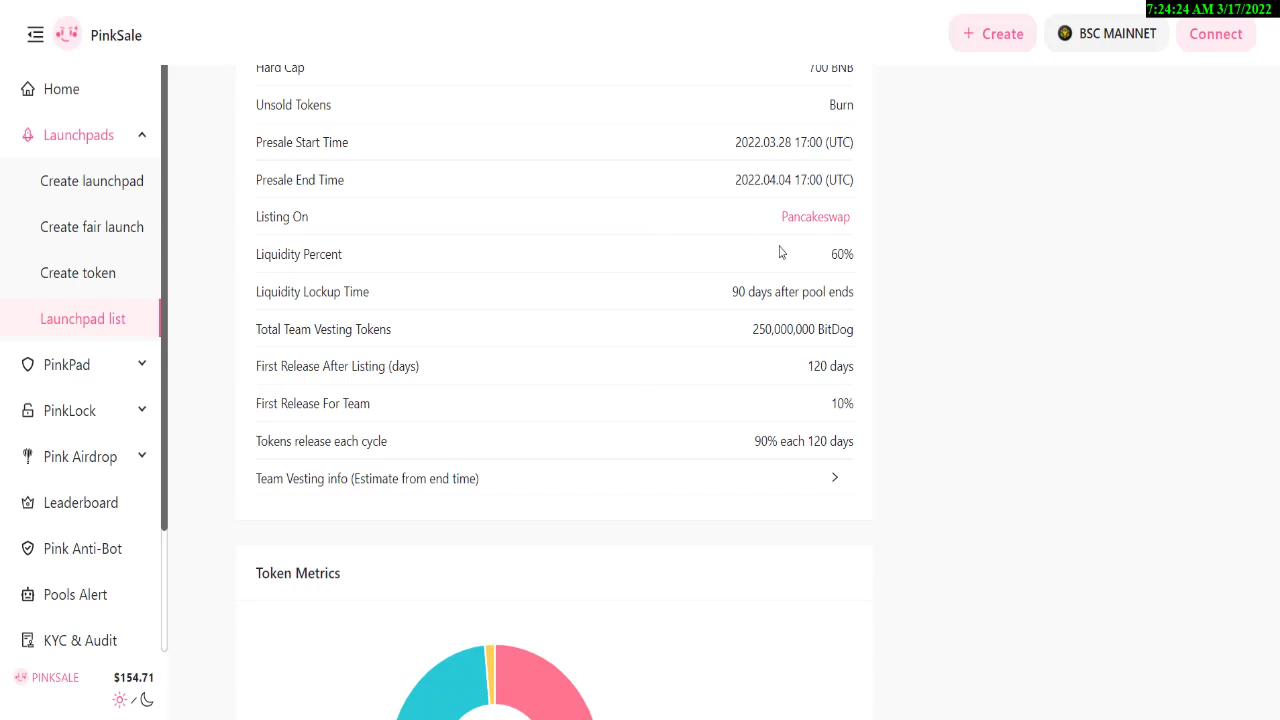 7:24:24 AM 3/17/2022
PinkSale
Create
BSC MAINNET
Connect
Home
Launchpads
Create launchpad
Create fair launch
Create token
Launchpad list
PinkPad
PinkLock
Pink Airdrop
Leaderboard
Pink Anti-Bot
Pools Alert
KYC & Audit
PINKSALE $154.71
Hard Cap 700 BNB
Unsold Tokens Burn
Presale Start Time 2022.03.28 17:00 (UTC)
Presale End Time 2022.04.04 17:00 (UTC)
Listing On Pancakeswap
Liquidity Percent 60%
Liquidity Lockup Time 90 days after pool ends
Total Team Vesting Tokens 250,000,000 BitDog
First Release After Listing (days) 120 days
First Release For Team 10%
Tokens release each cycle 90% each 120 days
Team Vesting info (Estimate from end time)
Token Metrics